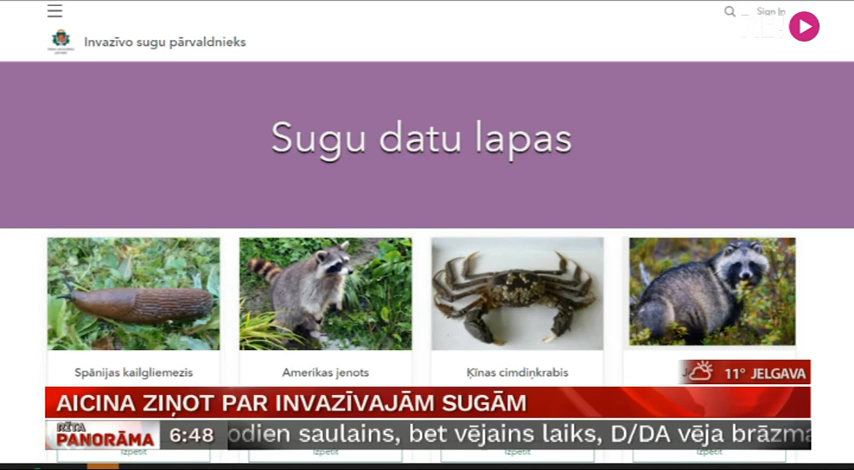 Sign In
Invazīvo sugu pārvaldnieks
Sugu datu lapas
Spānijas kailgliemezis
Amerikas jenots
Ķīnas cimdiņkrabis
11° JELGAVA
AICINA ZIŅOT PAR INVAZĪVAJĀM SUGĀM
RĪTA
PANORĀMA
6:48
odien saulains, bet vējains laiks, D/DA vēja brāzma